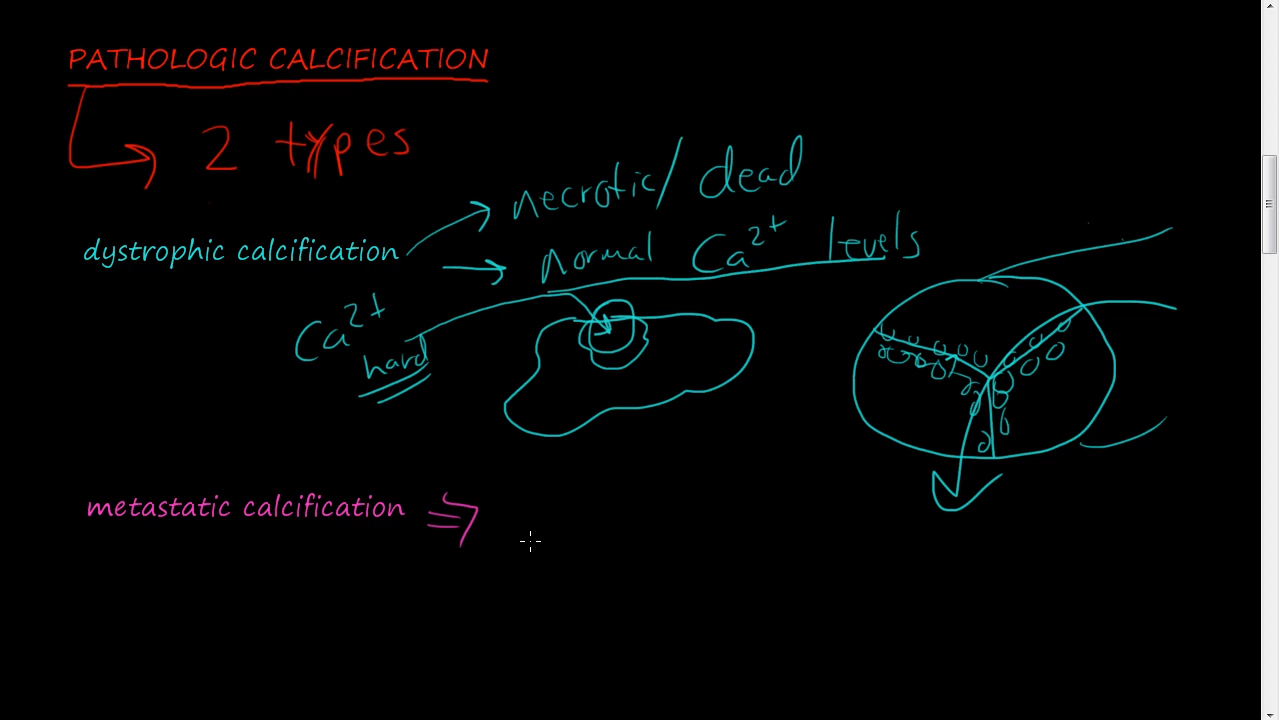 PATHOLOGIC CALCIFICATION
2 types
necrotic/dead
dystrophic calcification
normal Ca2+ levels
Ca2+
hard
metastatic calcification